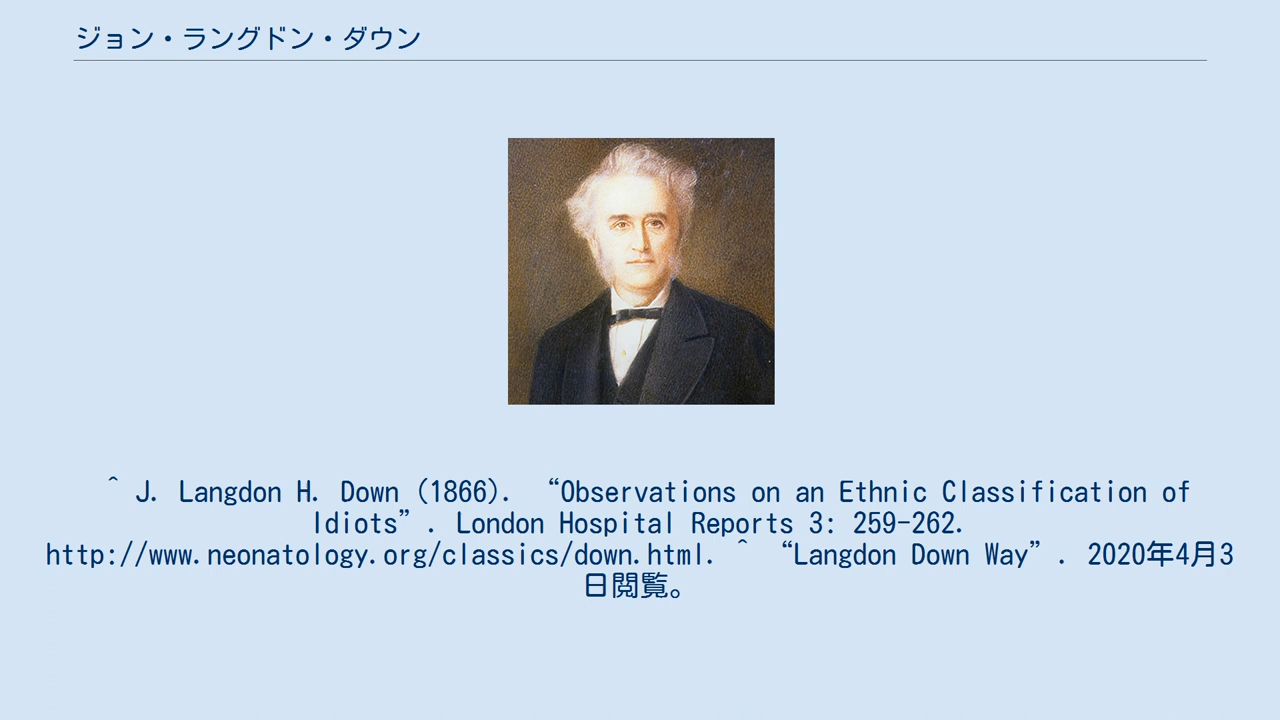 ジョン・ラングドン・ダウン
^ J. Langdon H. Down (1866). “Observations on an Ethnic Classification of
Idiots”. London Hospital Reports 3: 259-262.
http://www.neonatology.org/classics/down.html. ^ “Langdon Down Way”. 2020年4月3
日閲覧。